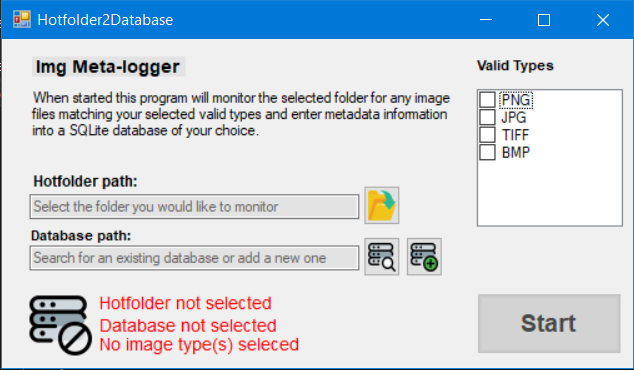 Hotfolder2Database
Img Meta-logger
When started this program will monitor the selected folder for any image
files matching your selected valid types and enter metadata information
into a SQLite database of your choice.
Valid Types
PNG
JPG
TIFF
BMP
Hotfolder path:
Select the folder you would like to monitor
Database path:
Search for an existing database or add a new one
Hotfolder not selected
Database not selected
No image type(s) seleced
Start